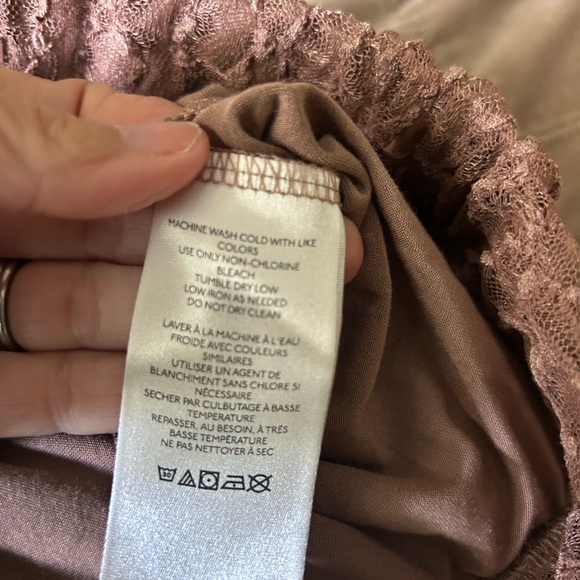 MACHINE WASH COLD WITH LIKE
COLORS
USE ONLY NON-CHLORINE
BLEACH
TUMBLE DRY LOW
LOW IRON AS NEEDED
DO NOT DRY CLEAN
LAVER À LA MACHINE À L'EAU
FROIDE AVEC COULEURS
SIMILAIRES
UTILISER UN AGENT DE
BLANCHIMENT SANS CHLORE SI
NÉCESSAIRE
SECHER PAR CULBUTAGE À BASSE
TEMPERATURE
REPASSER, AU BESOIN, À TRÉS
BASSE TEMPÉRATURE
NE PAS NETTOYER À SEC
30